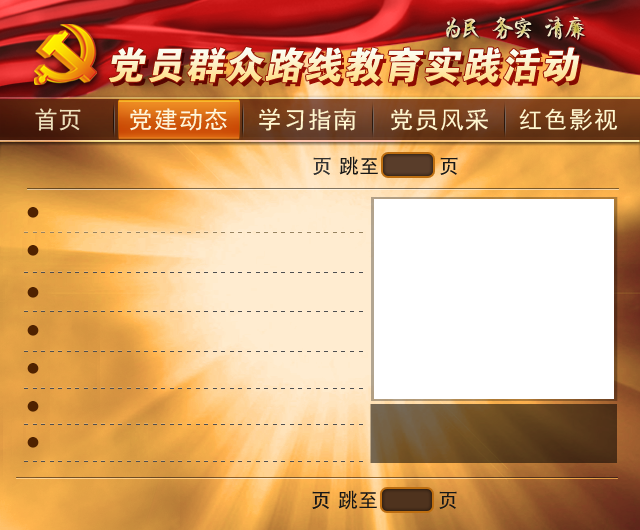 为民 务实 清廉
党员群众路线教育实践活动
首页 党建动态 学习指南 党员风采 红色影视
页 跳至 页
页 跳至 页